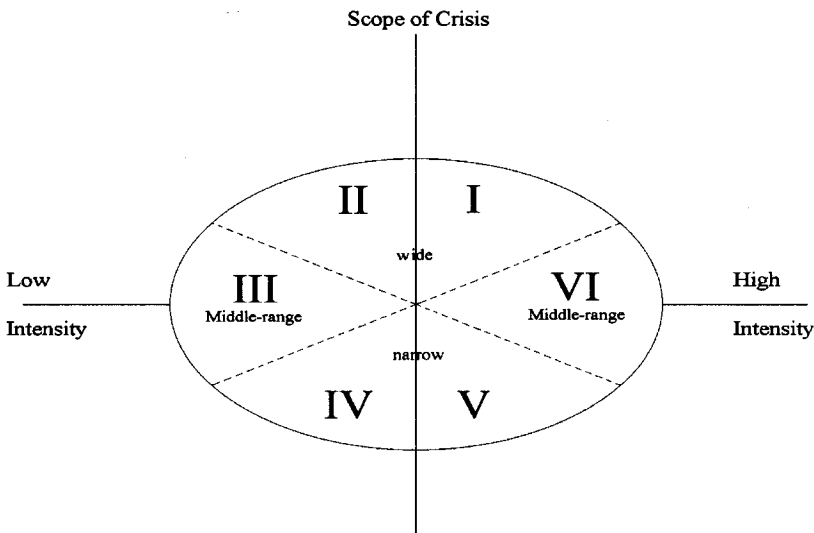 Scope of Crisis
II
I
wide
Low
Intensity
III
Middle-range
VI
Middle-range
High
Intensity
narrow
IV
V